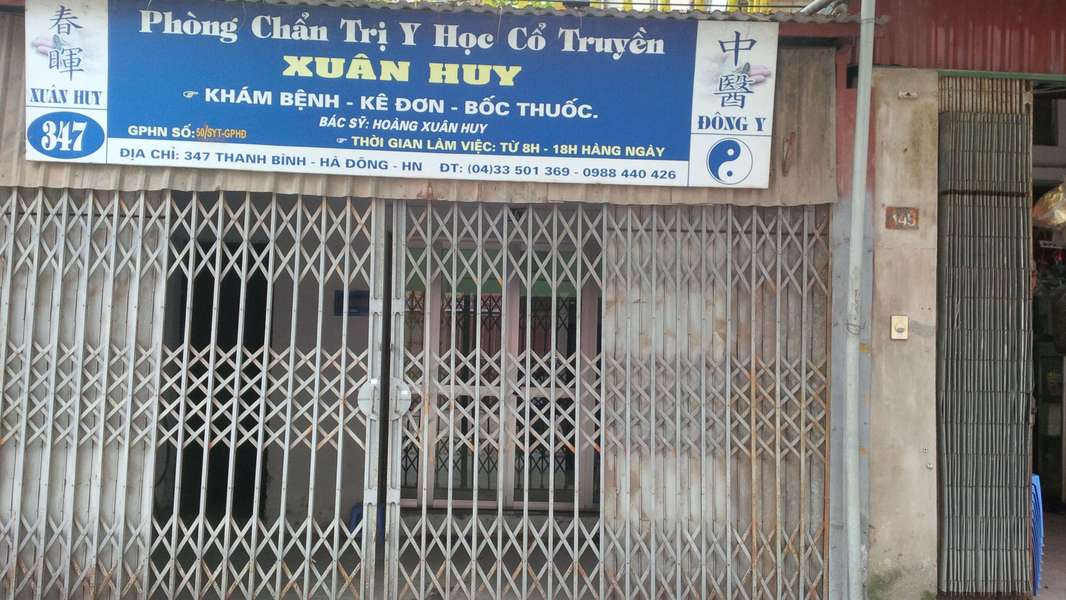 春
暉
XUÂN HUY
347
Phòng Chẩn Trị Y Học Cổ Truyền
XUÂN HUY
☞ KHÁM BỆNH - KÊ ĐƠN - BỐC THUỐC.
BÁC SỸ: HOÀNG XUÂN HUY
GPHN SỐ: 50/SYT-GPHĐ
☞ THỜI GIAN LÀM VIỆC: TỪ 8H - 18H HÀNG NGÀY
ĐỊA CHỈ: 347 THANH BÌNH - HÀ ĐÔNG - HN ĐT: (04)33 501 369 - 0988 440 426
中
醫
ĐÔNG Y